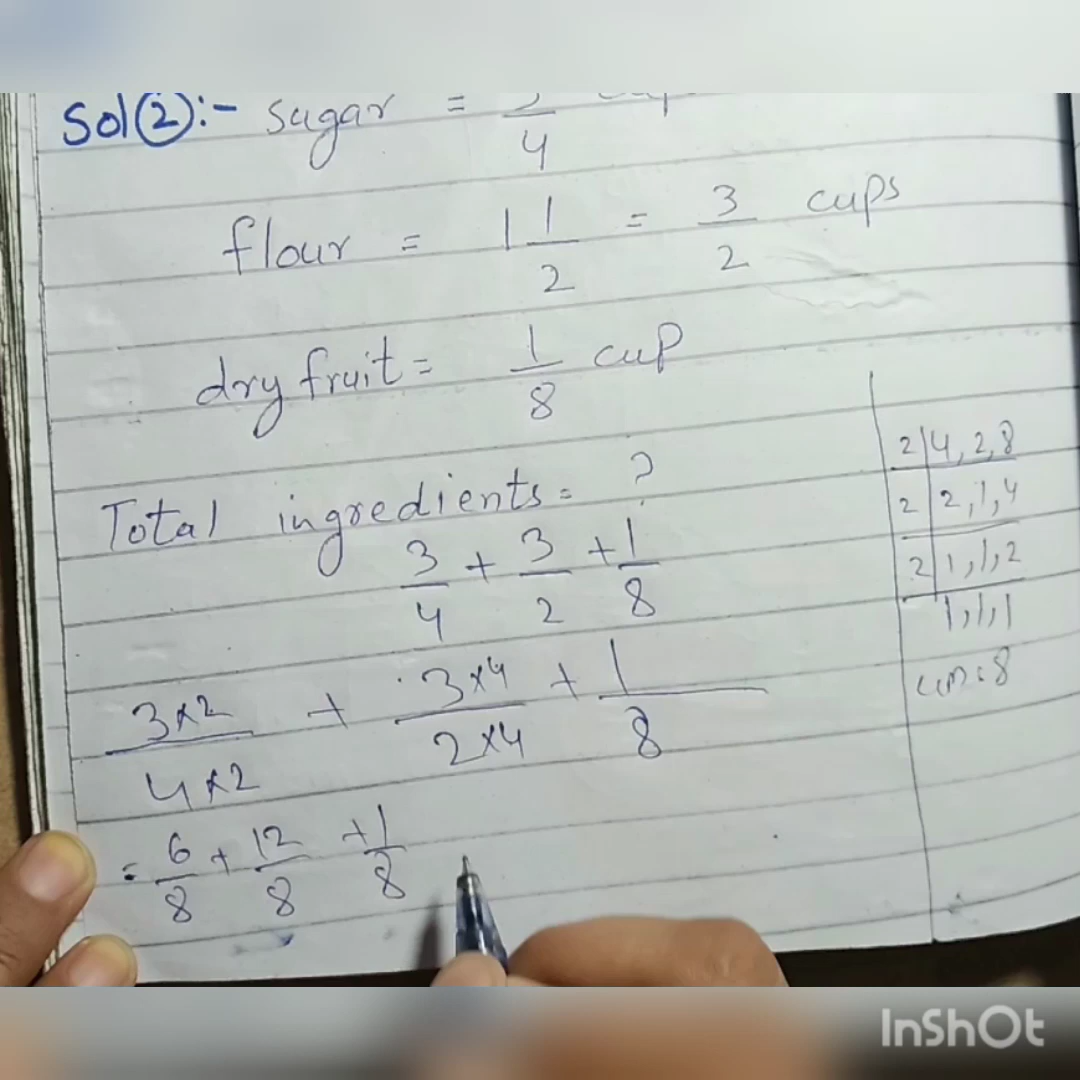 Sol(2):- sugar = 3/4 cup
flour = 1 1/2 = 3/2 cups
dry fruit = 1/8 cup
Total ingredients = ?
3/4 + 3/2 + 1/8
3×2/4×2 + 3×4/2×4 + 1/8
= 6/8 + 12/8 + 1/8
2|4,2,8
2|2,1,4
2|1,1,2
1,1,1
InShOt